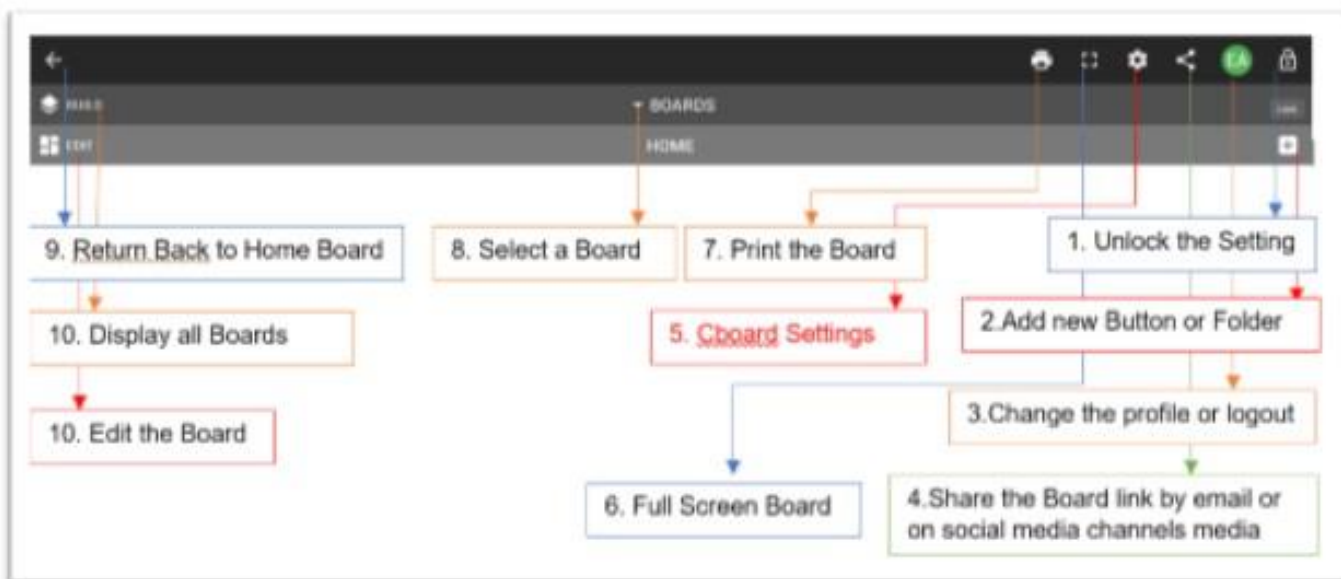 EA
BUILD
BOARDS
EDIT
HOME
9. Return Back to Home Board
8. Select a Board
7. Print the Board
1. Unlock the Setting
10. Display all Boards
5. Cboard Settings
2.Add new Button or Folder
10. Edit the Board
3.Change the profile or logout
6. Full Screen Board
4.Share the Board link by email or
on social media channels media